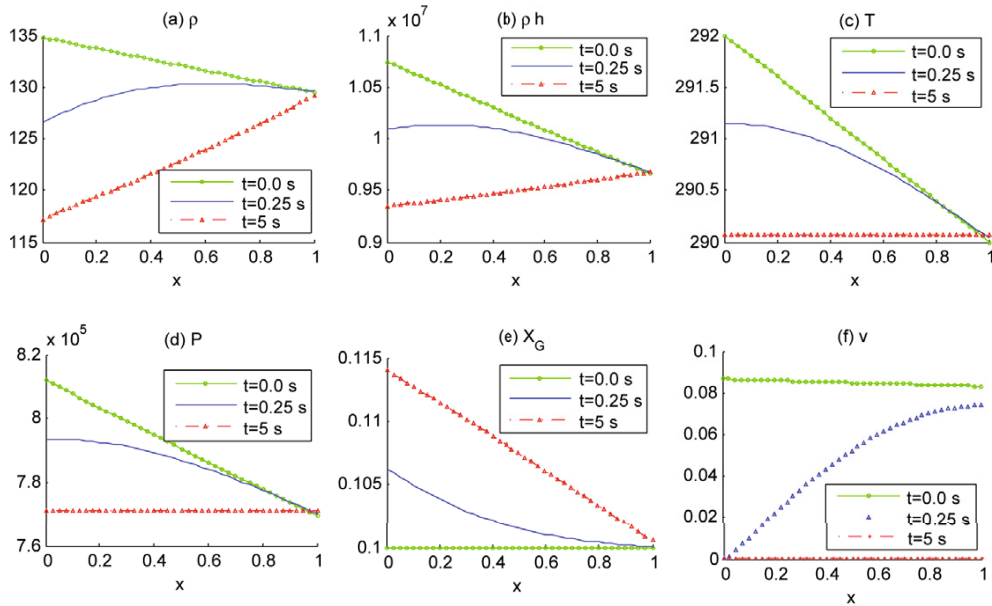 (a) ρ
135
130
125
120
115
0 0.2 0.4 0.6 0.8 1
x
t=0.0 s
t=0.25 s
t=5 s
(b) ρ h
x 10^7
1.1
1.05
1
0.95
0.9
0 0.2 0.4 0.6 0.8 1
x
t=0.0 s
t=0.25 s
t=5 s
(c) T
292
291.5
291
290.5
290
0 0.2 0.4 0.6 0.8 1
x
t=0.0 s
t=0.25 s
t=5 s
(d) P
x 10^5
8.2
8
7.8
7.6
0 0.2 0.4 0.6 0.8 1
x
t=0.0 s
t=0.25 s
t=5 s
(e) X_G
0.115
0.11
0.105
0.1
0 0.2 0.4 0.6 0.8 1
x
t=0.0 s
t=0.25 s
t=5 s
(f) v
0.1
0.08
0.06
0.04
0.02
0
0 0.2 0.4 0.6 0.8 1
x
t=0.0 s
t=0.25 s
t=5 s